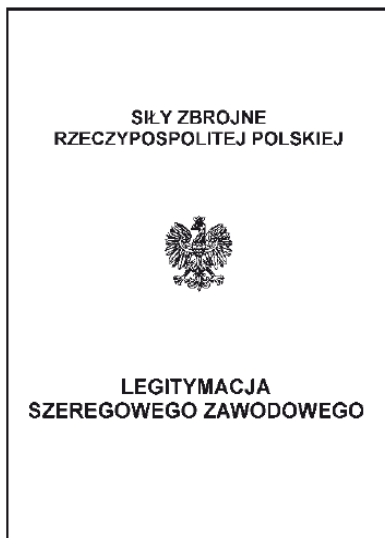 SIŁY ZBROJNE
RZECZYPOSPOLITEJ POLSKIEJ
LEGITYMACJA
SZEREGOWEGO ZAWODOWEGO